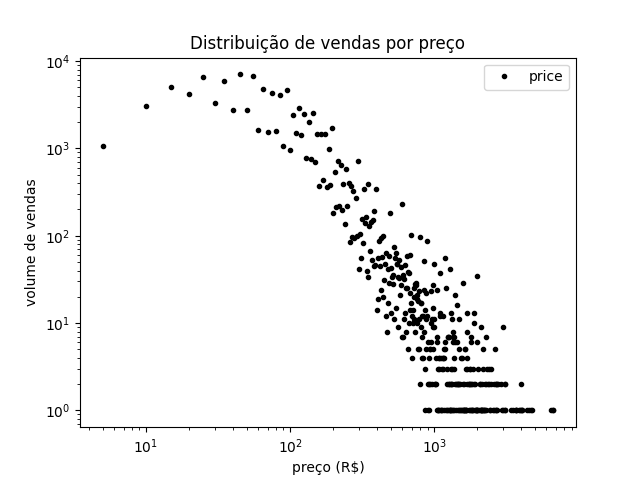 Distribuição de vendas por preço
price
volume de vendas
10⁴
10³
10²
10¹
10⁰
10¹
10²
10³
preço (R$)